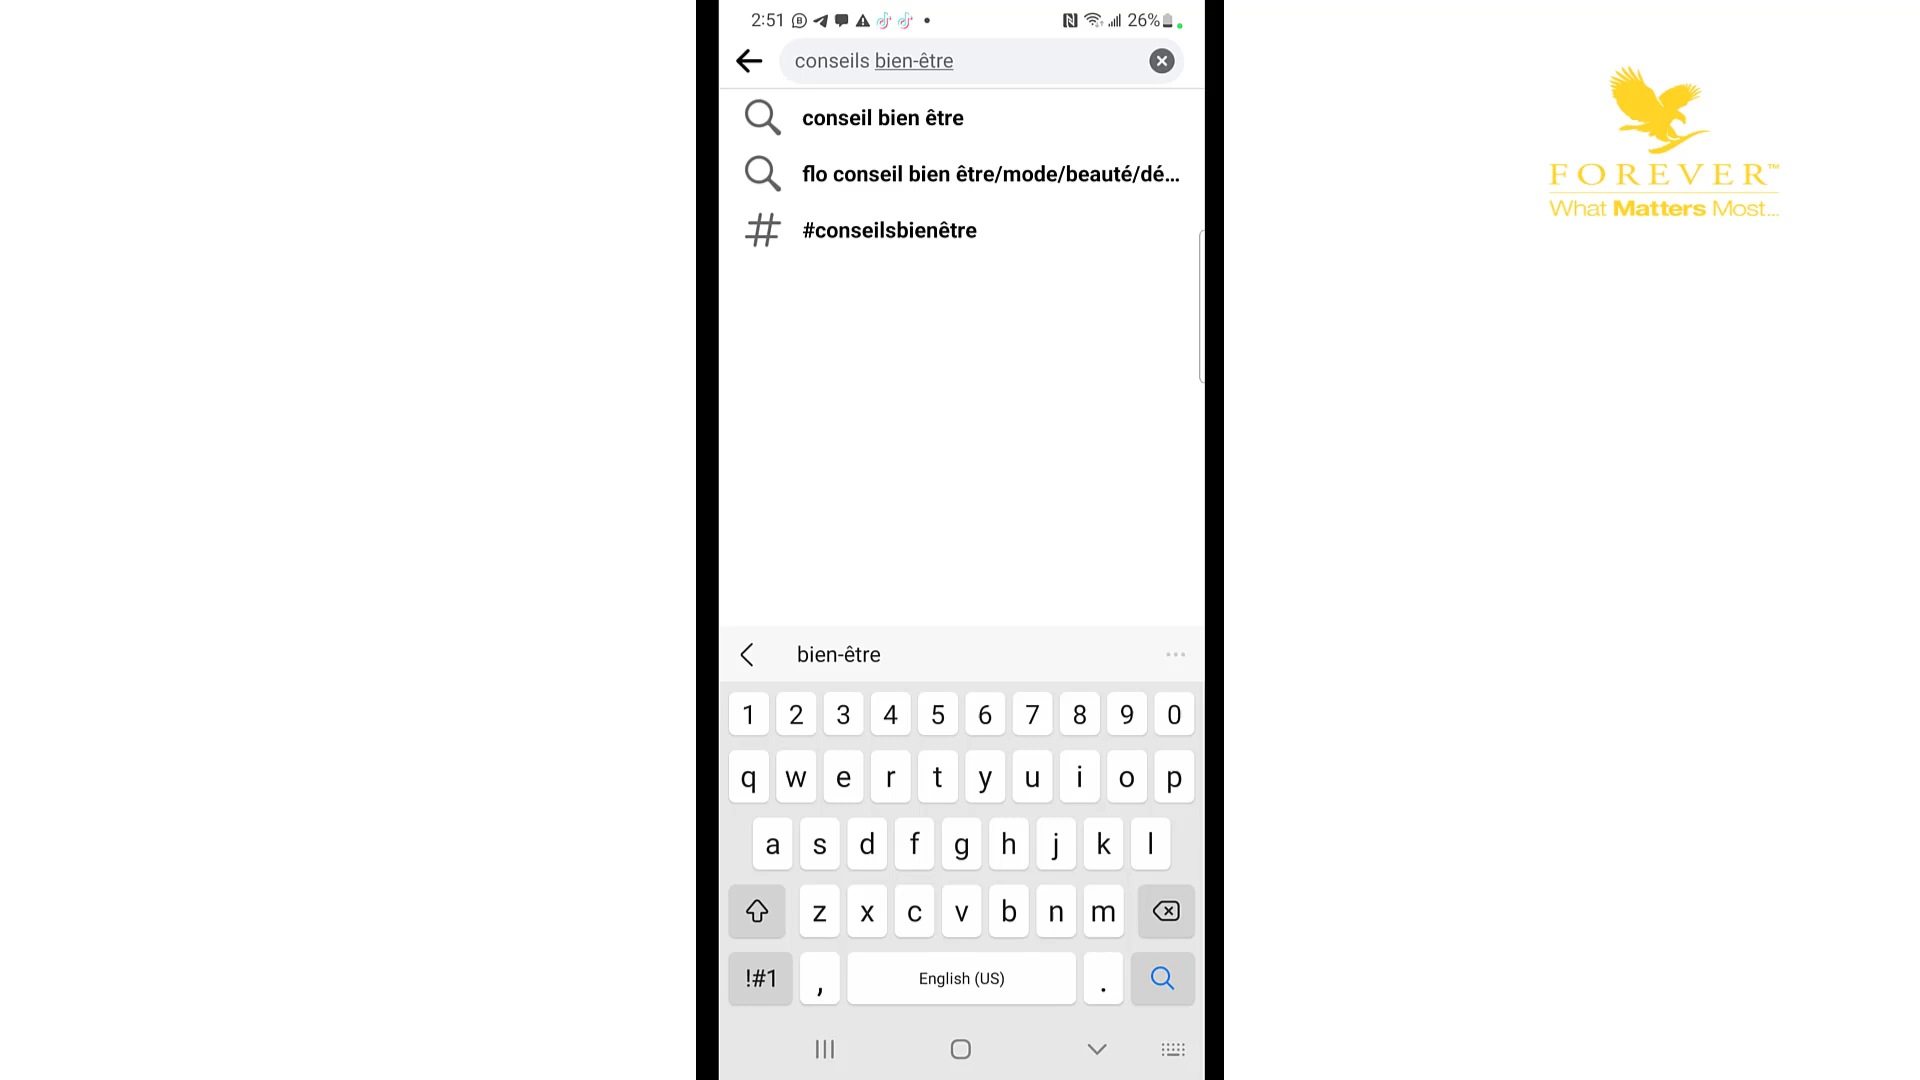 2:51 26%
conseils bien-être
conseil bien être
flo conseil bien être/mode/beauté/dé...
#conseilsbienêtre
bien-être
1 2 3 4 5 6 7 8 9 0
q w e r t y u i o p
a s d f g h j k l
z x c v b n m
!#1 , English (US) .
FOREVER™
What Matters Most...